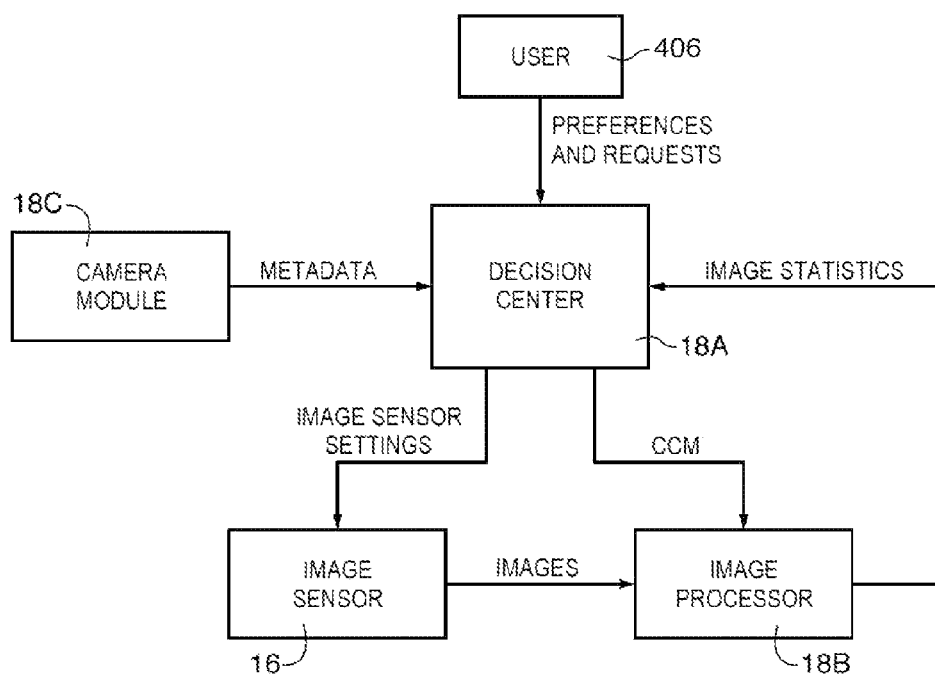 USER
406
PREFERENCES
AND REQUESTS
18C
CAMERA
MODULE
METADATA
DECISION
CENTER
IMAGE STATISTICS
18A
IMAGE SENSOR
SETTINGS
CCM
IMAGE
SENSOR
IMAGES
IMAGE
PROCESSOR
16
18B